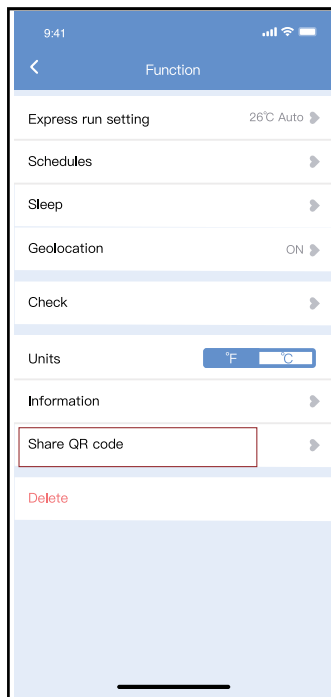 9:41
Function
Express run setting 26℃ Auto
Schedules
Sleep
Geolocation ON
Check
Units °F ℃
Information
Share QR code
Delete